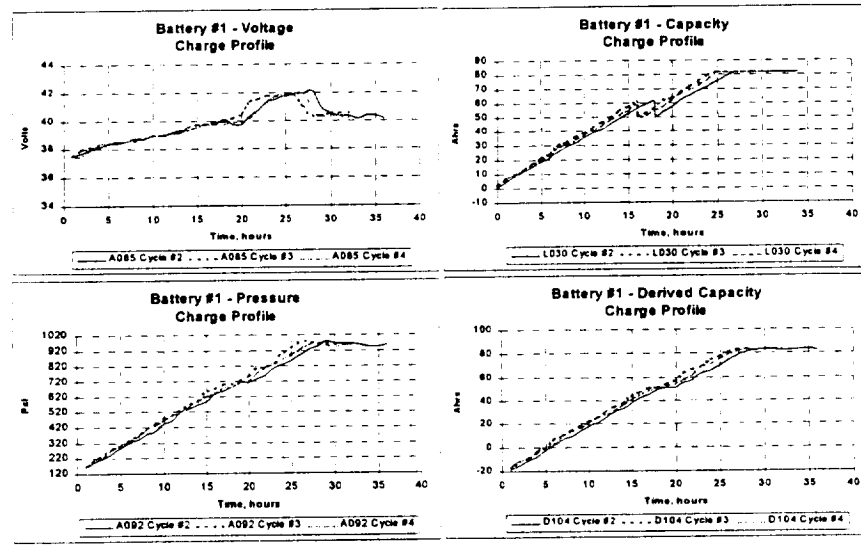 Battery #1 - Voltage
Charge Profile
44
42
40
38
36
34
Volts
0 5 10 15 20 25 30 35 40
Time, hours
A085 Cycle #2 A085 Cycle #3 A085 Cycle #4
Battery #1 - Capacity
Charge Profile
90
80
70
60
50
40
30
20
10
0
-10
Ahrs
0 5 10 15 20 25 30 35 40
Time, hours
L030 Cycle #2 L030 Cycle #3 L030 Cycle #4
Battery #1 - Pressure
Charge Profile
1020
920
820
720
620
520
420
320
220
120
Psi
0 5 10 15 20 25 30 35 40
Time, hours
A092 Cycle #2 A092 Cycle #3 A092 Cycle #4
Battery #1 - Derived Capacity
Charge Profile
100
80
60
40
20
0
-20
Ahrs
0 5 10 15 20 25 30 35 40
Time, hours
D104 Cycle #2 D104 Cycle #3 D104 Cycle #4